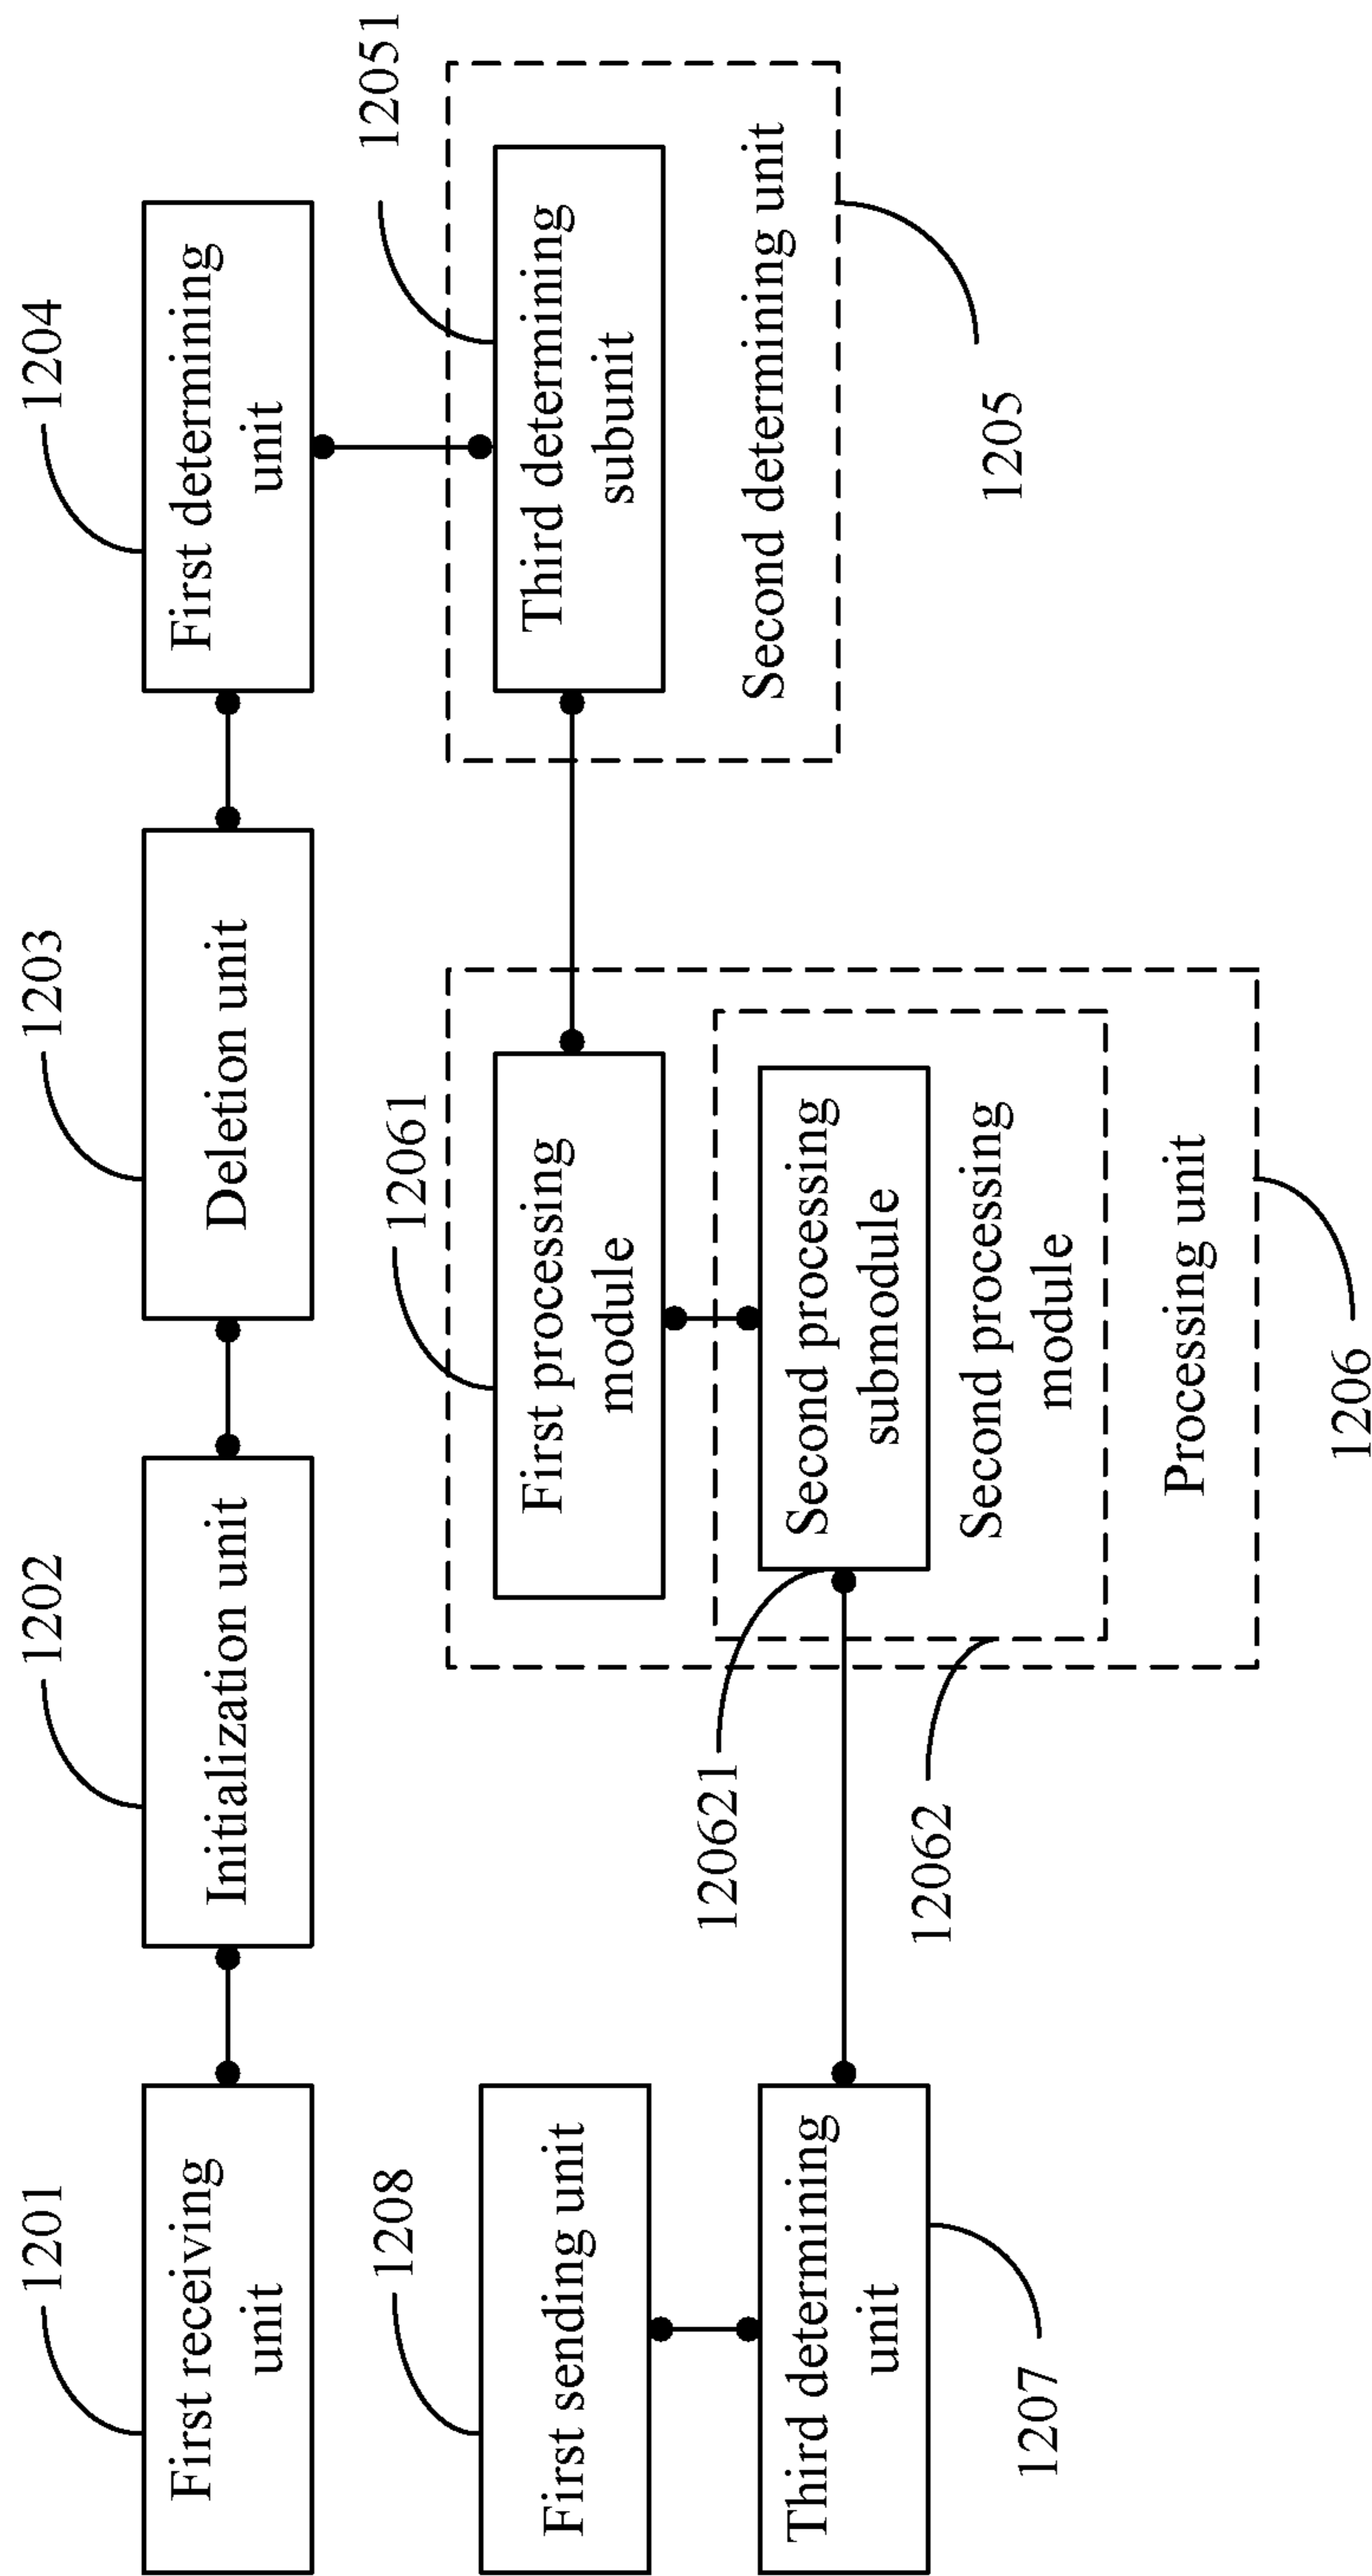 1201
1202
1203
1204
First receiving
unit
Initialization unit
Deletion unit
First determining
unit
1208
12061
12051
First sending unit
First processing
module
Third determining
subunit
Second determining unit
1205
12621
12062
Second processing
submodule
Second processing
module
Processing unit
1206
Third determining
unit
1207